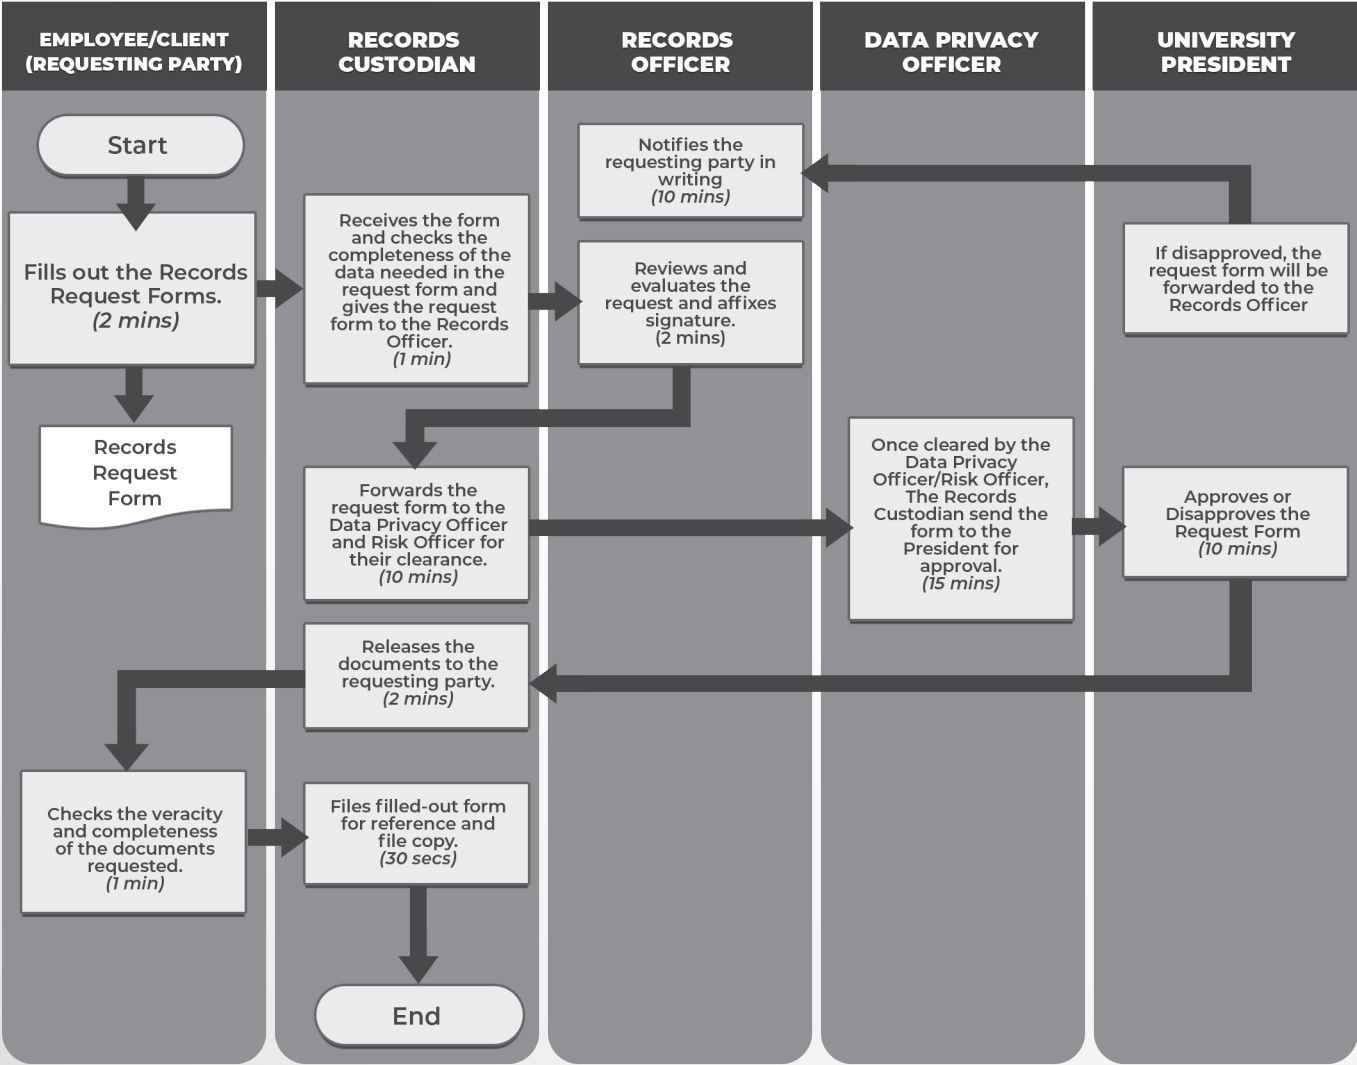 EMPLOYEE/CLIENT
(REQUESTING PARTY)
RECORDS
CUSTODIAN
RECORDS
OFFICER
DATA PRIVACY
OFFICER
UNIVERSITY
PRESIDENT
Start
Fills out the Records
Request Forms.
(2 mins)
Records
Request
Form
Receives the form
and checks the
completeness of the
data needed in the
request form and
gives the request
form to the Records
Officer.
(1 min)
Notifies the
requesting party in
writing
(10 mins)
Reviews and
evaluates the
request and affixes
signature.
(2 mins)
If disapproved, the
request form will be
forwarded to the
Records Officer
Forwards the
request form to the
Data Privacy Officer
and Risk Officer for
their clearance.
(10 mins)
Once cleared by the
Data Privacy
Officer/Risk Officer,
The Records
Custodian send the
form to the
President for
approval.
(15 mins)
Approves or
Disapproves the
Request Form
(10 mins)
Releases the
documents to the
requesting party.
(2 mins)
Checks the veracity
and completeness
of the documents
requested.
(1 min)
Files filled-out form
for reference and
file copy.
(30 secs)
End